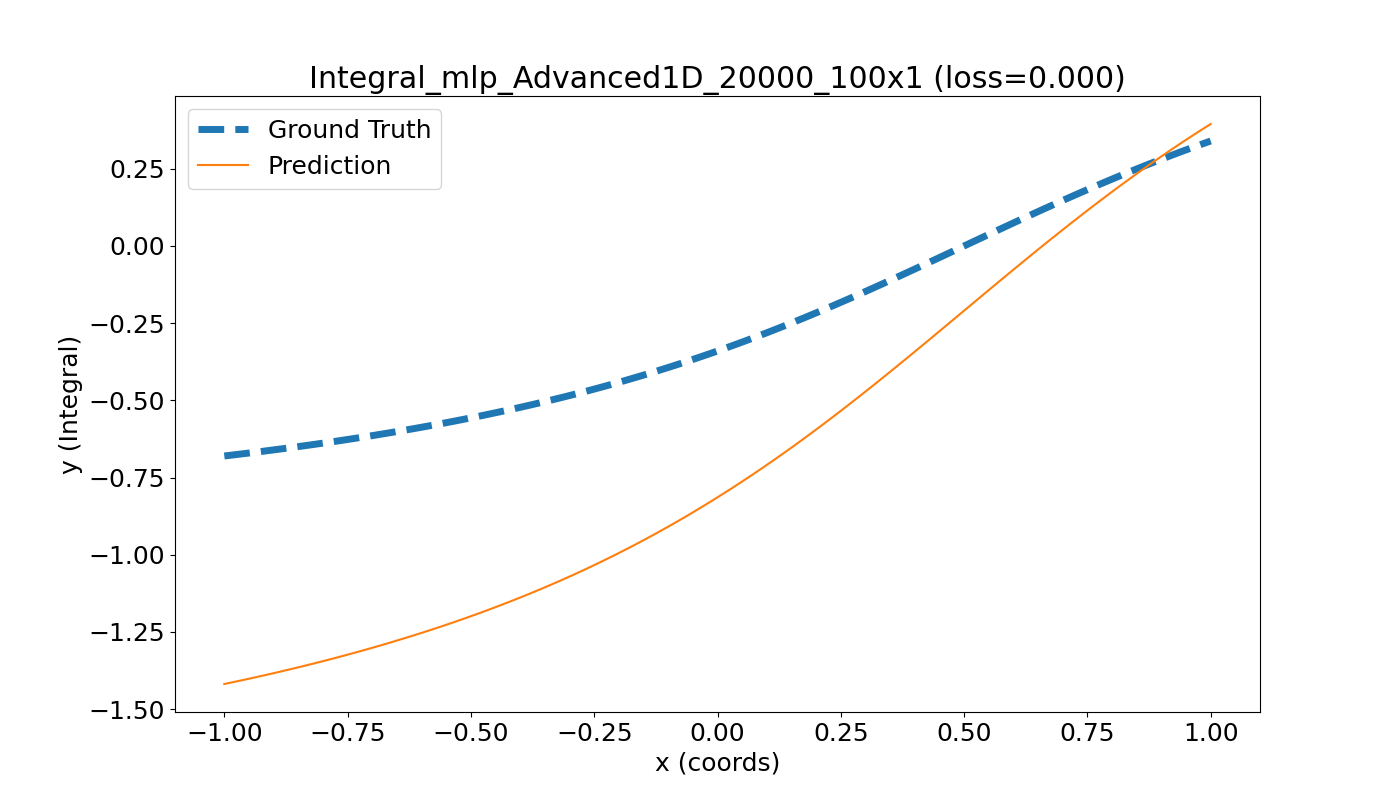 Integral_mlp_Advanced1D_20000_100x1 (loss=0.000)
Ground Truth
Prediction
0.25
0.00
−0.25
−0.50
−0.75
−1.00
−1.25
−1.50
y (Integral)
−1.00 −0.75 −0.50 −0.25 0.00 0.25 0.50 0.75 1.00
x (coords)